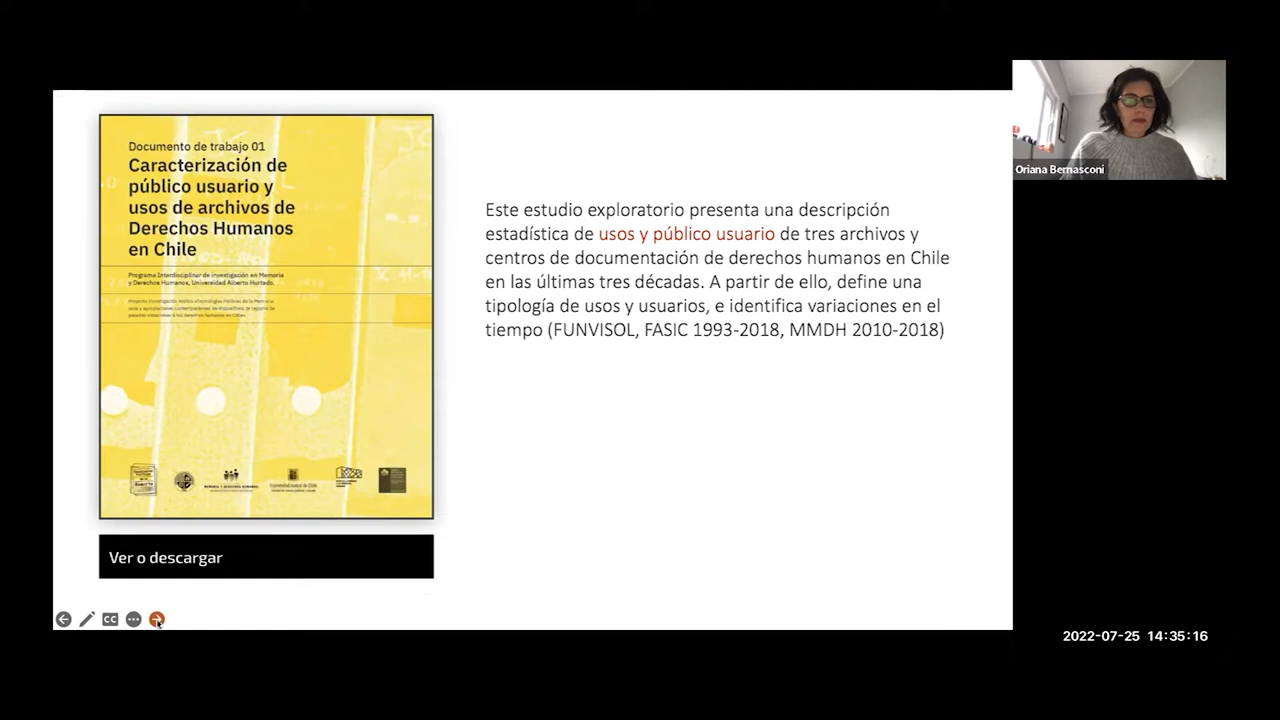 Documento de trabajo 01
Caracterización de
público usuario y
usos de archivos de
Derechos Humanos
en Chile
Programa Interdisciplinar de investigación en Memoria
y Derechos Humanos, Universidad Alberto Hurtado.
Ver o descargar
Este estudio exploratorio presenta una descripción
estadística de usos y público usuario de tres archivos y
centros de documentación de derechos humanos en Chile
en las últimas tres décadas. A partir de ello, define una
tipología de usos y usuarios, e identifica variaciones en el
tiempo (FUNVISOL, FASIC 1993-2018, MMDH 2010-2018)
CC
Oriana Bernasconi
2022-07-25 14:35:16